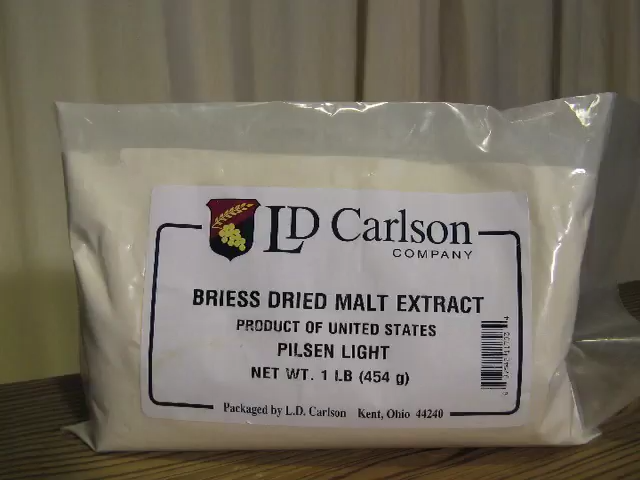 LD Carlson
COMPANY
BRIESS DRIED MALT EXTRACT
PRODUCT OF UNITED STATES
PILSEN LIGHT
NET WT. 1 LB (454 g)
Packaged by L.D. Carlson Kent, Ohio 44240